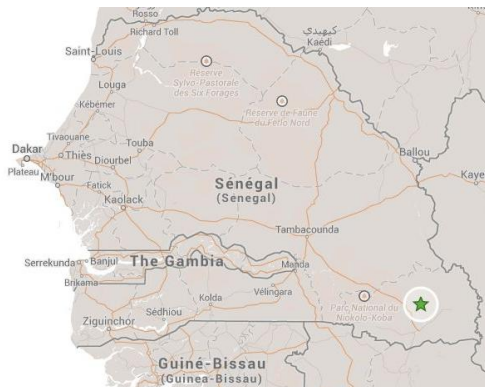 Rosso
Richard Toll
كيهيدي
Kaédi
Saint-Louis
Réserve
Sylvo-Pastorale
des Six Forages
Louga
Réserve de Faune
du Ferlo Nord
Kébémer
Tivaouane
Touba
Ballou
Dakar
Thiès
Diourbel
Plateau
M'bour
Fatick
Kaye
Sénégal
(Senegal)
Kaolack
Tambacounda
Serrekunda
Banjul
The Gambia
Manda
Brikama
Kolda
Vélingara
Sédhiou
Parc National du
Niokolo-Koba
Ziguinchor
Guiné-Bissau
(Guinea-Bissau)